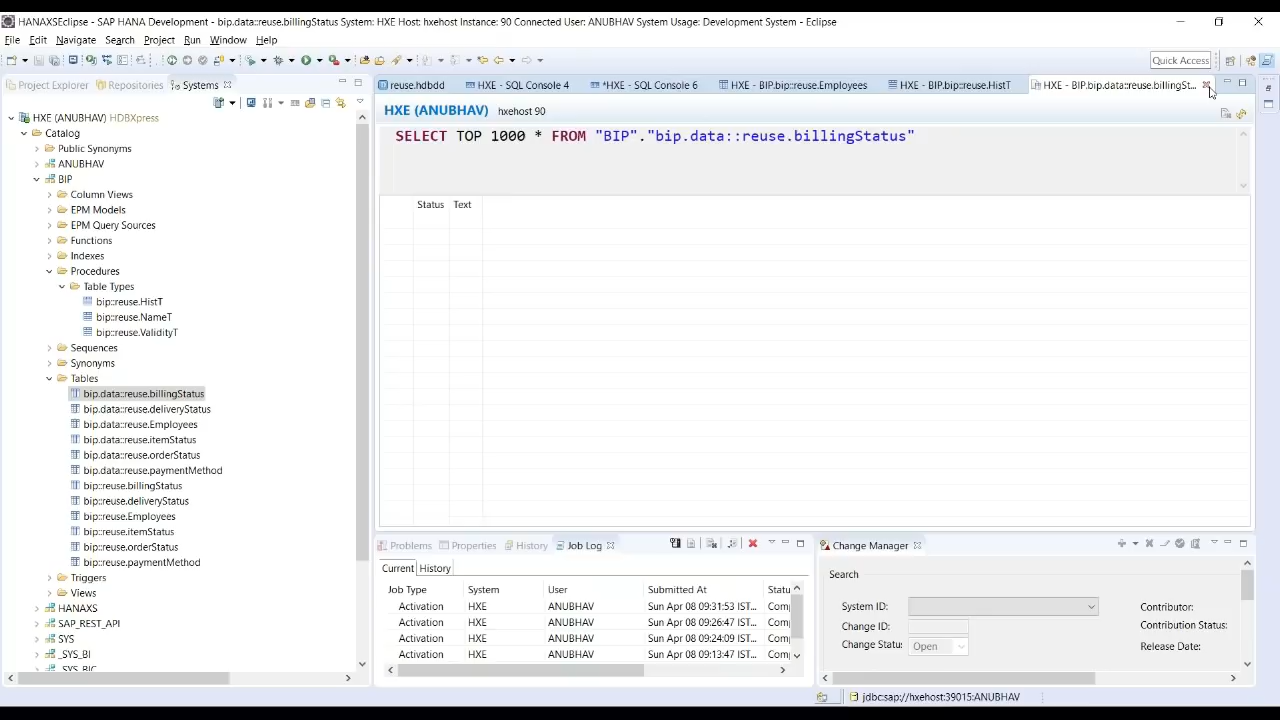 HANAXSEclipse - SAP HANA Development - bip.data::reuse.billingStatus System: HXE Host: hxehost Instance: 90 Connected User: ANUBHAV System Usage: Development System - Eclipse
File Edit Navigate Search Project Run Window Help
Quick Access
Project Explorer Repositories Systems
reuse.hdbdd HXE - SQL Console 4 *HXE - SQL Console 6 HXE - BIP.bip::reuse.Employees HXE - BIP.bip::reuse.HistT HXE - BIP.bip.data::reuse.billingSt...
HXE (ANUBHAV) hxehost 90
SELECT TOP 1000 * FROM "BIP"."bip.data::reuse.billingStatus"
Status Text
HXE (ANUBHAV) HDBXpress
Catalog
Public Synonyms
ANUBHAV
BIP
Column Views
EPM Models
EPM Query Sources
Functions
Indexes
Procedures
Table Types
bip::reuse.HistT
bip::reuse.NameT
bip::reuse.ValidityT
Sequences
Synonyms
Tables
bip.data::reuse.billingStatus
bip.data::reuse.deliveryStatus
bip.data::reuse.Employees
bip.data::reuse.itemStatus
bip.data::reuse.orderStatus
bip.data::reuse.paymentMethod
bip::reuse.billingStatus
bip::reuse.deliveryStatus
bip::reuse.Employees
bip::reuse.itemStatus
bip::reuse.orderStatus
bip::reuse.paymentMethod
Triggers
Views
HANAXS
SAP_REST_API
SYS
_SYS_BI
_SYS_BIC
Problems Properties History Job Log
Current History
Job Type System User Submitted At Statu
Activation HXE ANUBHAV Sun Apr 08 09:31:53 IST... Comp
Activation HXE ANUBHAV Sun Apr 08 09:26:47 IST... Comp
Activation HXE ANUBHAV Sun Apr 08 09:24:09 IST... Comp
Activation HXE ANUBHAV Sun Apr 08 09:13:47 IST... Comp
Change Manager
Search
System ID: Contributor:
Change ID: Contribution Status:
Change Statu: Open Release Date:
jdbc:sap://hxehost:39015:ANUBHAV